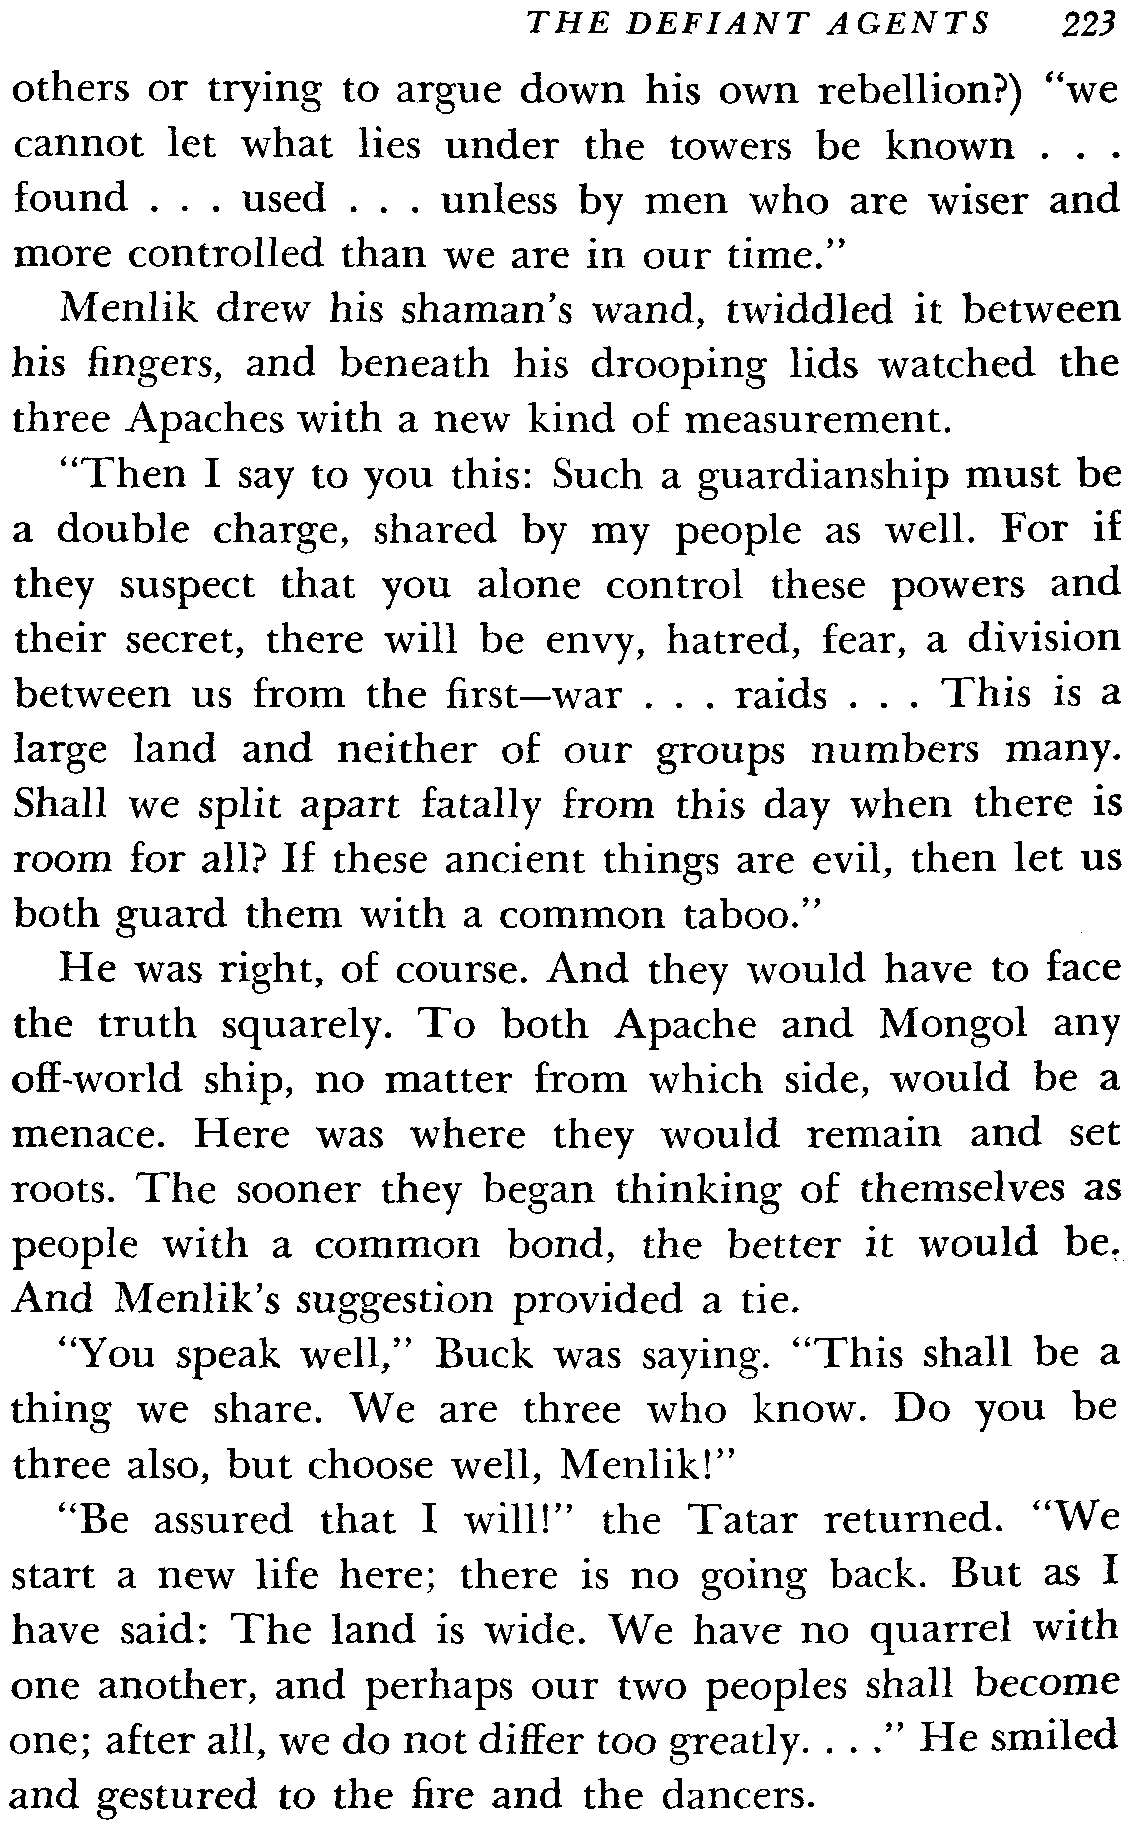 THE DEFIANT AGENTS 223
others or trying to argue down his own rebellion?) “we
cannot let what lies under the towers be known . . .
found . . . used . . . unless by men who are wiser and
more controlled than we are in our time.”
Menlik drew his shaman’s wand, twiddled it between
his fingers, and beneath his drooping lids watched the
three Apaches with a new kind of measurement.
“Then I say to you this: Such a guardianship must be
a double charge, shared by my people as well. For if
they suspect that you alone control these powers and
their secret, there will be envy, hatred, fear, a division
between us from the first—war . . . raids . . . This is a
large land and neither of our groups numbers many.
Shall we split apart fatally from this day when there is
room for all? If these ancient things are evil, then let us
both guard them with a common taboo.”
He was right, of course. And they would have to face
the truth squarely. To both Apache and Mongol any
off-world ship, no matter from which side, would be a
menace. Here was where they would remain and set
roots. The sooner they began thinking of themselves as
people with a common bond, the better it would be.
And Menlik’s suggestion provided a tie.
“You speak well,” Buck was saying. “This shall be a
thing we share. We are three who know. Do you be
three also, but choose well, Menlik!”
“Be assured that I will!” the Tatar returned. “We
start a new life here; there is no going back. But as I
have said: The land is wide. We have no quarrel with
one another, and perhaps our two peoples shall become
one; after all, we do not differ too greatly. . . .” He smiled
and gestured to the fire and the dancers.